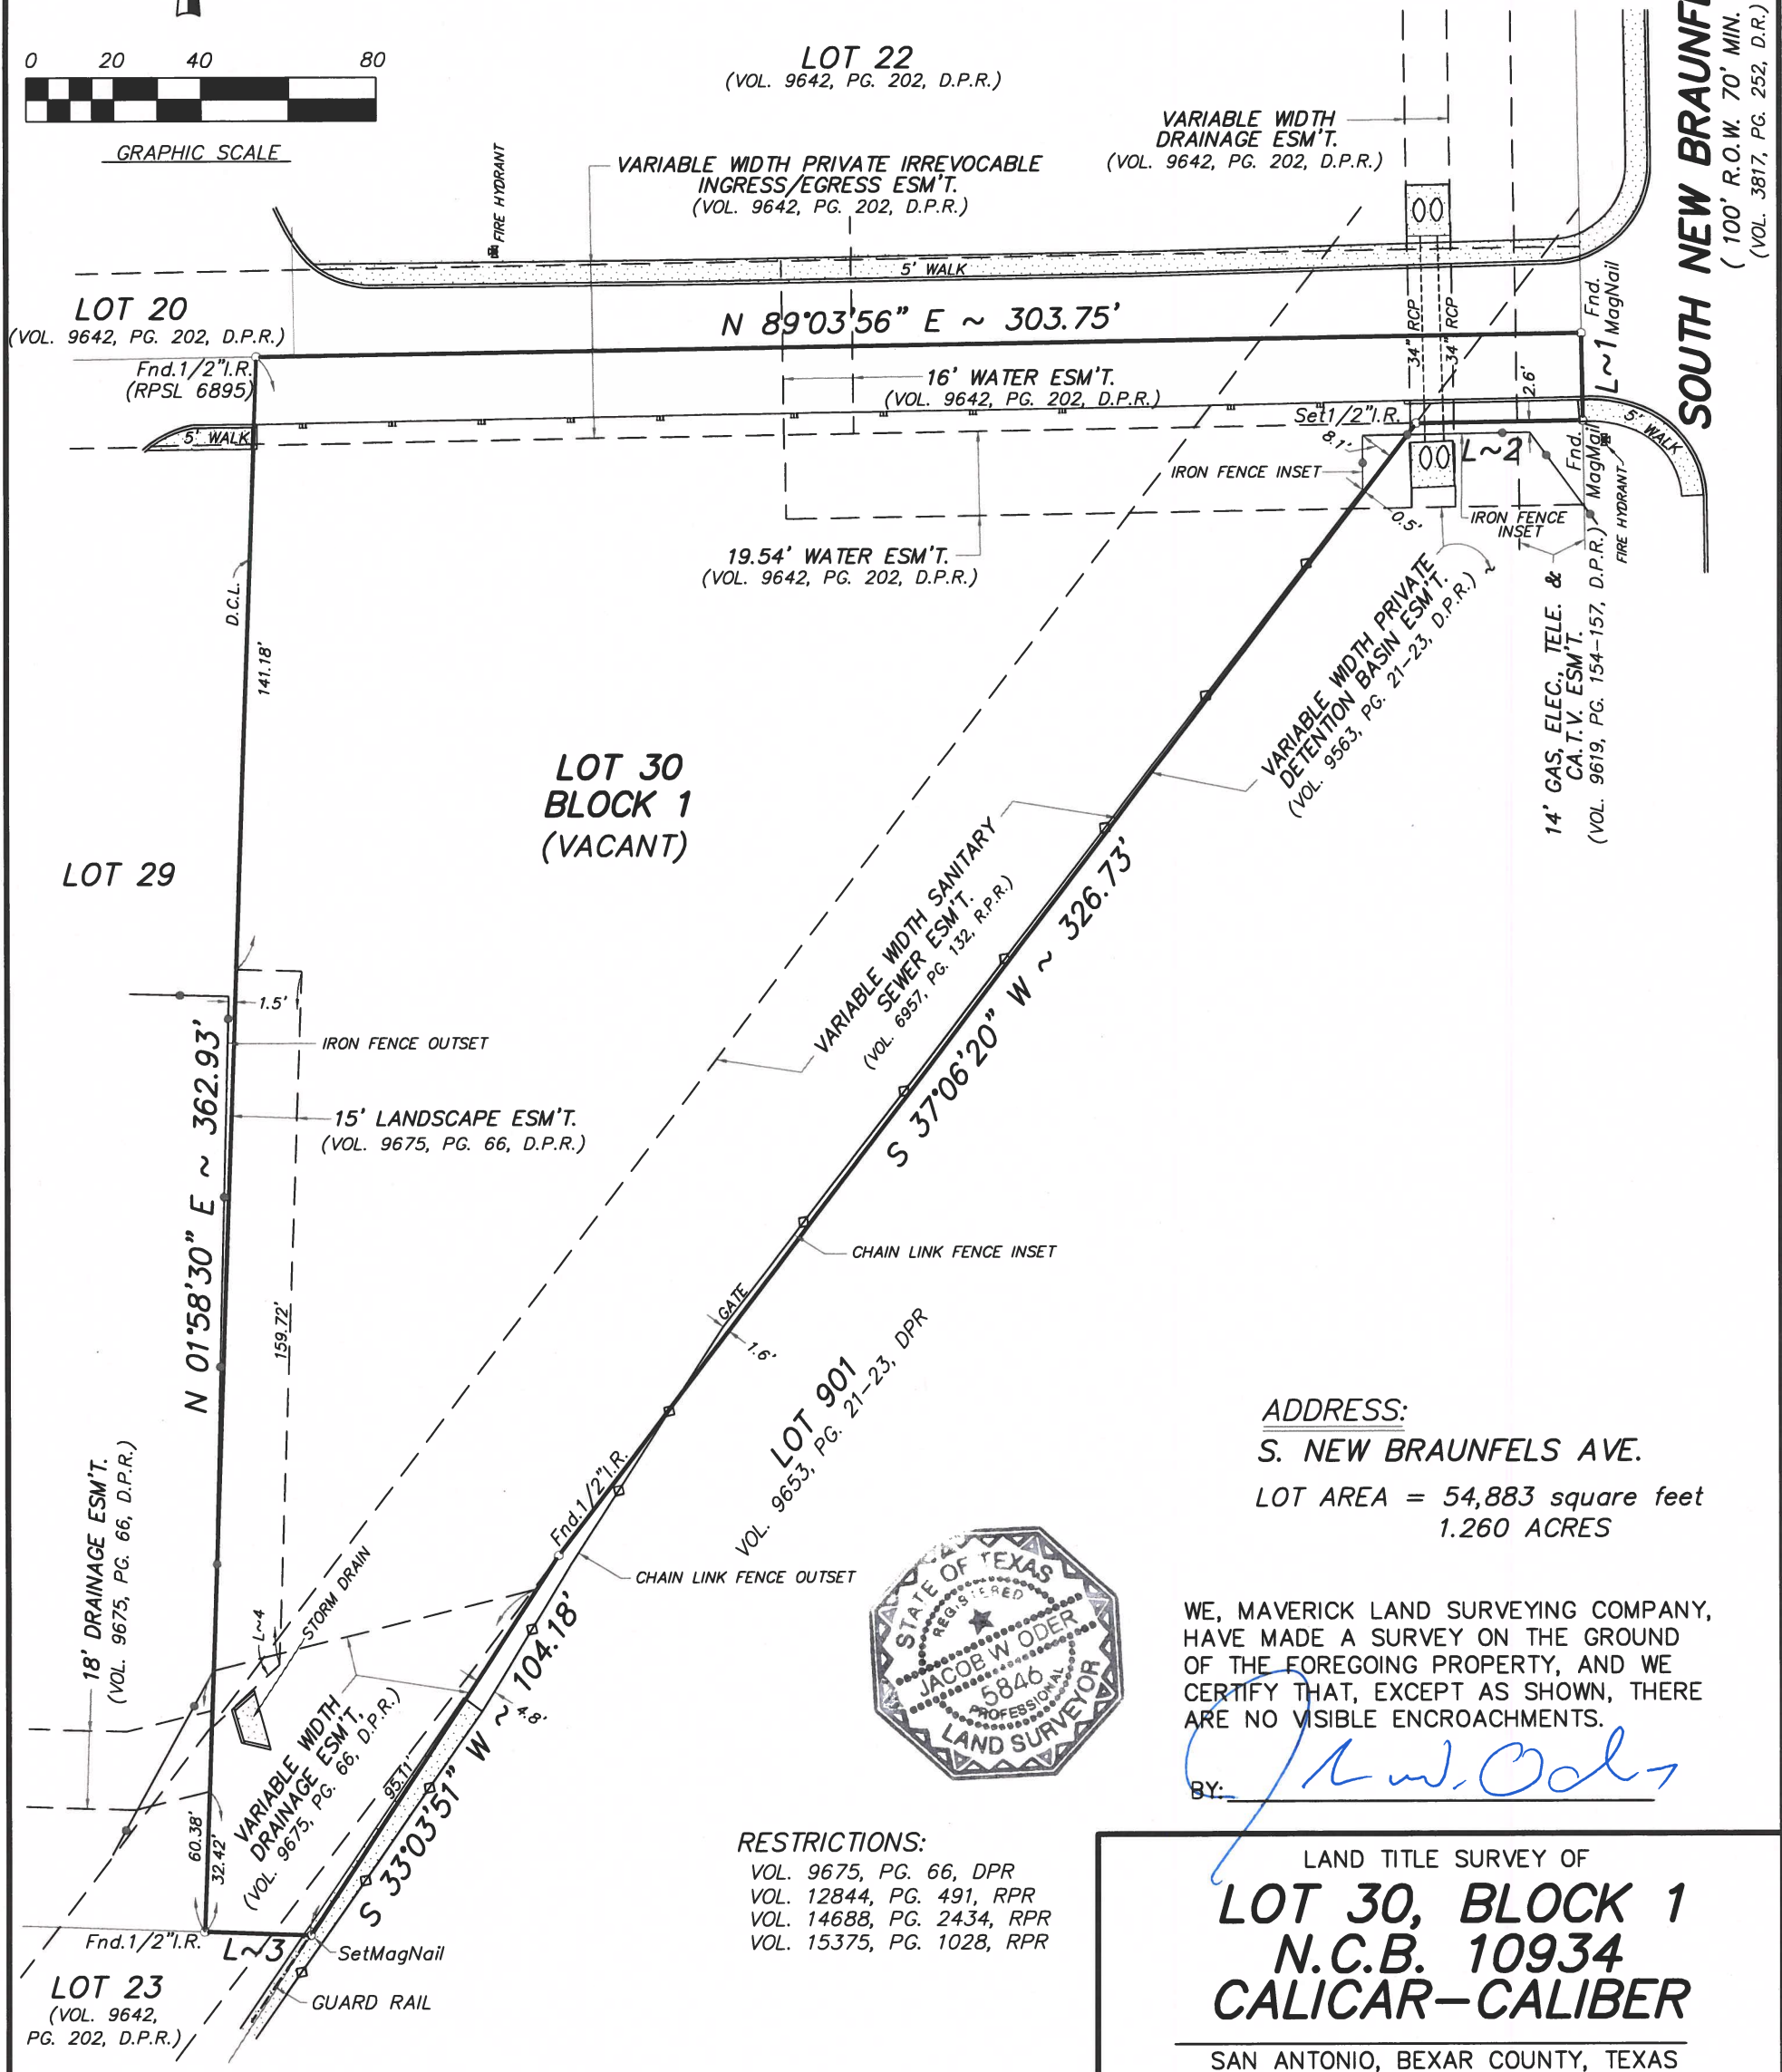 0 20 40 80
GRAPHIC SCALE
LOT 22
(VOL. 9642, PG. 202, D.P.R.)
VARIABLE WIDTH
DRAINAGE ESM'T.
(VOL. 9642, PG. 202, D.P.R.)
SOUTH NEW BRAUNF
( 100' R.O.W. 70' MIN.
(VOL. 3817, PG. 252, D.R.)
FIRE HYDRANT
VARIABLE WIDTH PRIVATE IRREVOCABLE
INGRESS/EGRESS ESM'T.
(VOL. 9642, PG. 202, D.P.R.)
5' WALK
LOT 20
(VOL. 9642, PG. 202, D.P.R.)
N 89°03'56" E ~ 303.75'
34" RCP
34" RCP
Fnd.
MagNail
L~1
Fnd.1/2"I.R.
(RPSL 6895)
16' WATER ESM'T.
(VOL. 9642, PG. 202, D.P.R.)
2.6'
Set1/2"I.R.
5' WALK
5' WALK
8.1'
L~2
Fnd.
MagMail
FIRE HYDRANT
IRON FENCE INSET
0.5'
IRON FENCE
INSET
19.54' WATER ESM'T.
(VOL. 9642, PG. 202, D.P.R.)
D.C.L.
141.18'
VARIABLE WIDTH PRIVATE
DETENTION BASIN ESM'T.
(VOL. 9563, PG. 21-23, D.P.R.)
14' GAS, ELEC., TELE. &
CA.T.V. ESM'T.
(VOL. 9619, PG. 154-157, D.P.R.)
LOT 30
BLOCK 1
(VACANT)
LOT 29
VARIABLE WIDTH SANITARY
SEWER ESM'T.
(VOL. 6957, PG. 132, R.P.R.)
S 37°06'20" W ~ 326.73'
1.5'
IRON FENCE OUTSET
N 01°58'30" E ~ 362.93'
15' LANDSCAPE ESM'T.
(VOL. 9675, PG. 66, D.P.R.)
CHAIN LINK FENCE INSET
GATE
1.6'
159.72'
LOT 901
VOL. 9653, PG. 21-23, DPR
ADDRESS:
S. NEW BRAUNFELS AVE.
LOT AREA = 54,883 square feet
1.260 ACRES
18' DRAINAGE ESM'T.
(VOL. 9675, PG. 66, D.P.R.)
Fnd.1/2"I.R.
CHAIN LINK FENCE OUTSET
L~4
STORM DRAIN
STATE OF TEXAS
REGISTERED
JACOB W ODER
5846
PROFESSIONAL
LAND SURVEYOR
WE, MAVERICK LAND SURVEYING COMPANY,
HAVE MADE A SURVEY ON THE GROUND
OF THE FOREGOING PROPERTY, AND WE
CERTIFY THAT, EXCEPT AS SHOWN, THERE
ARE NO VISIBLE ENCROACHMENTS.
BY:
VARIABLE WIDTH
DRAINAGE ESM'T,
(VOL. 9675, PG. 66, D.P.R.)
95.11'
S 33°03'51" W ~ 104.18'
4.8'
60.38'
32.42'
RESTRICTIONS:
VOL. 9675, PG. 66, DPR
VOL. 12844, PG. 491, RPR
VOL. 14688, PG. 2434, RPR
VOL. 15375, PG. 1028, RPR
Fnd.1/2"I.R.
L~3
SetMagNail
GUARD RAIL
LOT 23
(VOL. 9642,
PG. 202, D.P.R.)
LAND TITLE SURVEY OF
LOT 30, BLOCK 1
N.C.B. 10934
CALICAR-CALIBER
SAN ANTONIO, BEXAR COUNTY, TEXAS